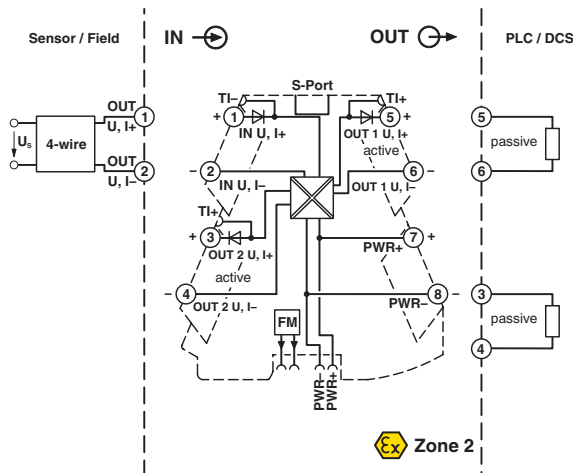 Sensor / Field
IN
OUT
PLC / DCS
S-Port
TI–
TI+
OUT
U, I+
1
+
1
IN U, I+
5
+
OUT 1 U, I+
active
5
Us
4-wire
passive
OUT
U, I–
2
–
2
IN U, I–
6
–
OUT 1 U, I–
6
TI+
+
3
OUT 2 U, I+
active
7
+
PWR+
–
4
OUT 2 U, I–
8
–
PWR–
3
passive
4
FM
PWR–
PWR+
Ex
Zone 2